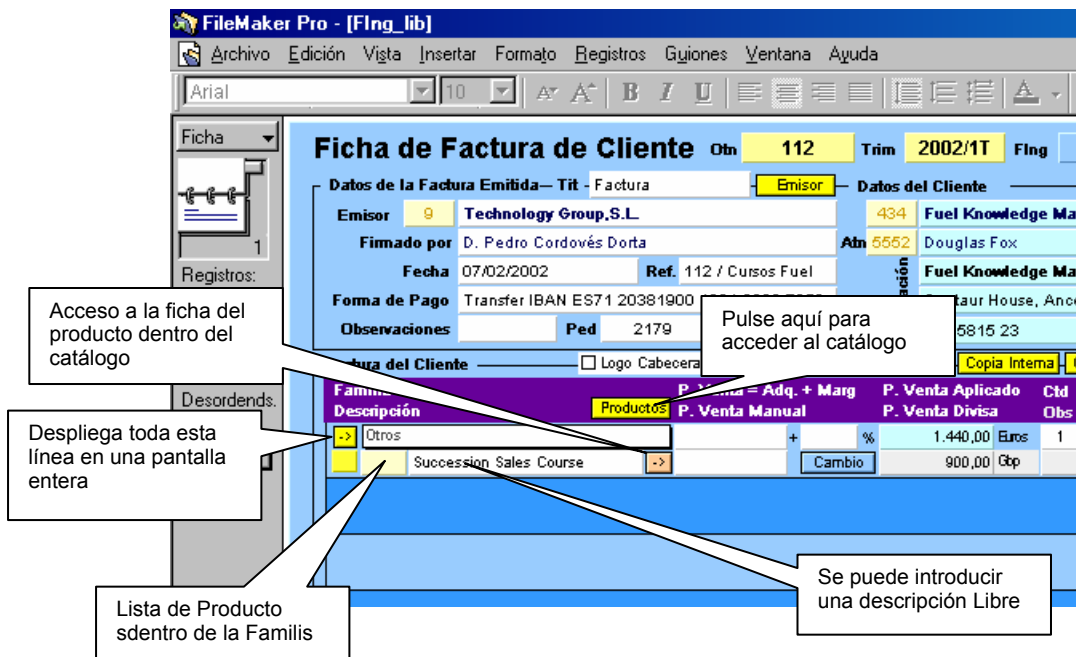 FileMaker Pro - [FIng_lib]
Archivo Edición Vista Insertar Formato Registros Guiones Ventana Ayuda
Arial 10 B I U A
Ficha
Ficha de Factura de Cliente Otn 112 Trim 2002/1T FIng
Datos de la Factura Emitida— Tit - Factura Emisor Datos del Cliente
Emisor 9 Technology Group,S.L. 434 Fuel Knowledge Ma
Firmado por D. Pedro Cordovés Dorta Atn 5552 Douglas Fox
1
Registros:
Fecha 07/02/2002 Ref. 112 / Cursos Fuel Fuel Knowledge Ma
Forma de Pago Transfer IBAN ES71 20381900 House, Ance
Observaciones Ped 2179 5815 23
Acceso a la ficha del
producto dentro del
catálogo
Pulse aquí para
acceder al catálogo
del Cliente Logo Cabecera Copia Interna
Desordends.
P. Venta = Adq. + Marg P. Venta Aplicado Ctd
Descripción Productos P. Venta Manual P. Venta Divisa Obs
-> Otros + % 1.440,00 Euros 1
Succession Sales Course -> Cambio 900,00 Gbp
Despliega toda esta
línea en una pantalla
entera
Lista de Producto
sdentro de la Familis
Se puede introducir
una descripción Libre